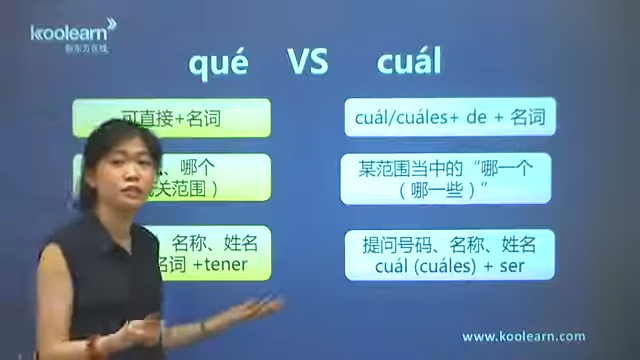 koolearn
新东方在线
qué VS cuál
可直接+名词
cuál/cuáles+ de + 名词
、哪个
关范围）
某范围当中的“哪一个
（哪一些）”
名称、姓名
名词 +tener
提问号码、名称、姓名
cuál (cuáles) + ser
www.koolearn.com